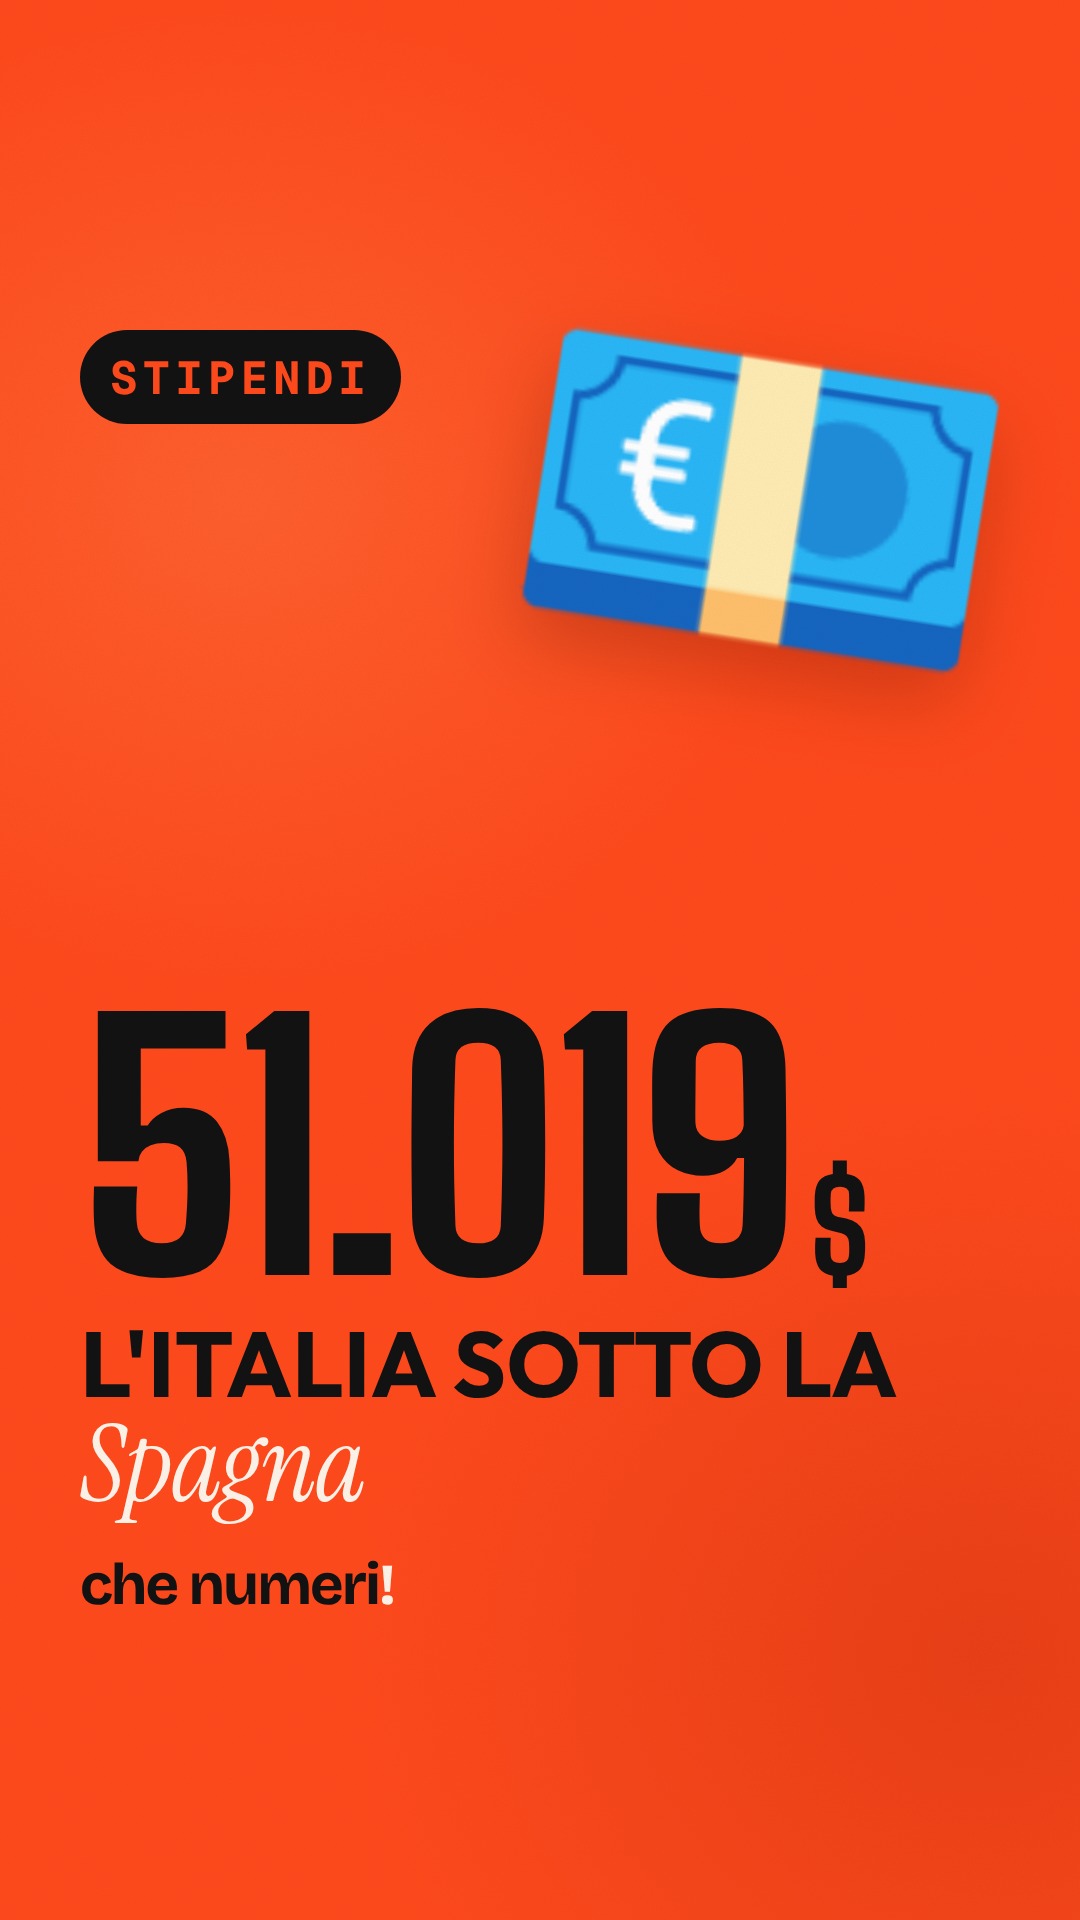 STIPENDI
€
51.019 $
L'ITALIA SOTTO LA
Spagna
che numeri!